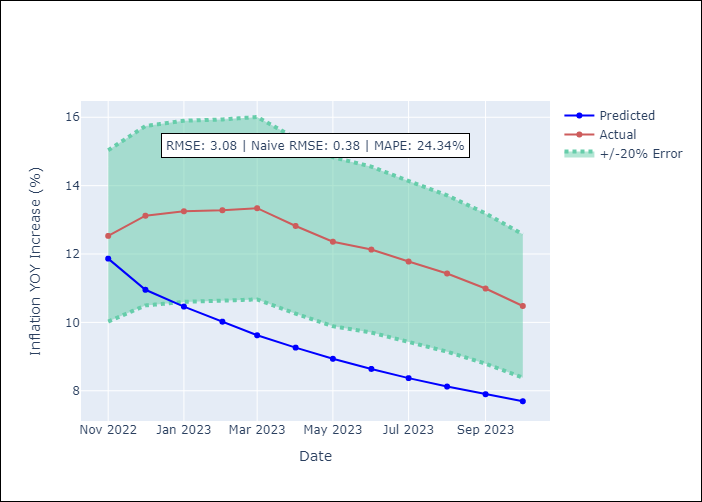 RMSE: 3.08 | Naive RMSE: 0.38 | MAPE: 24.34%
Predicted
Actual
+/-20% Error
Inflation YOY Increase (%)
16
14
12
10
8
Nov 2022 Jan 2023 Mar 2023 May 2023 Jul 2023 Sep 2023
Date